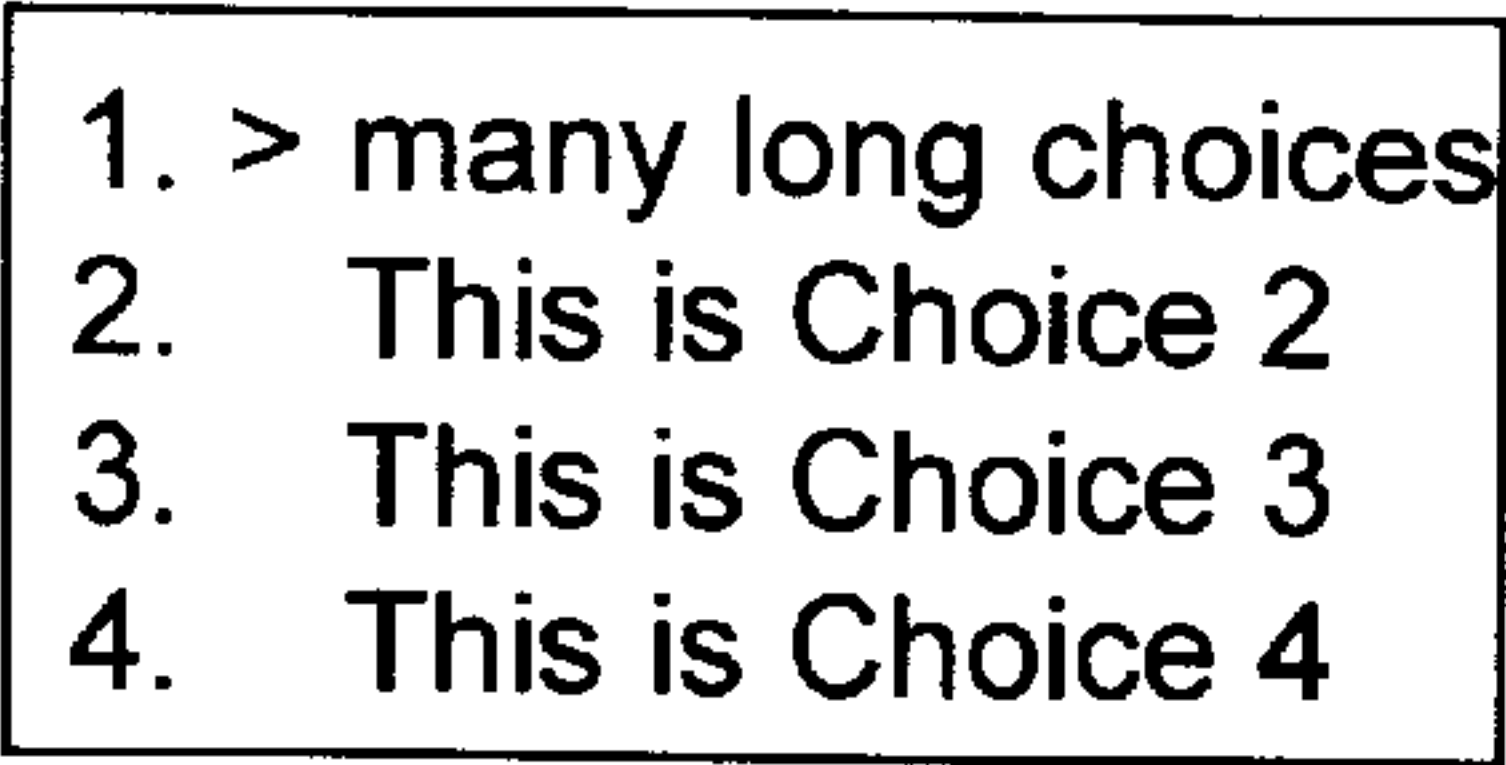 1. > many long choices
2. This is Choice 2
3. This is Choice 3
4. This is Choice 4